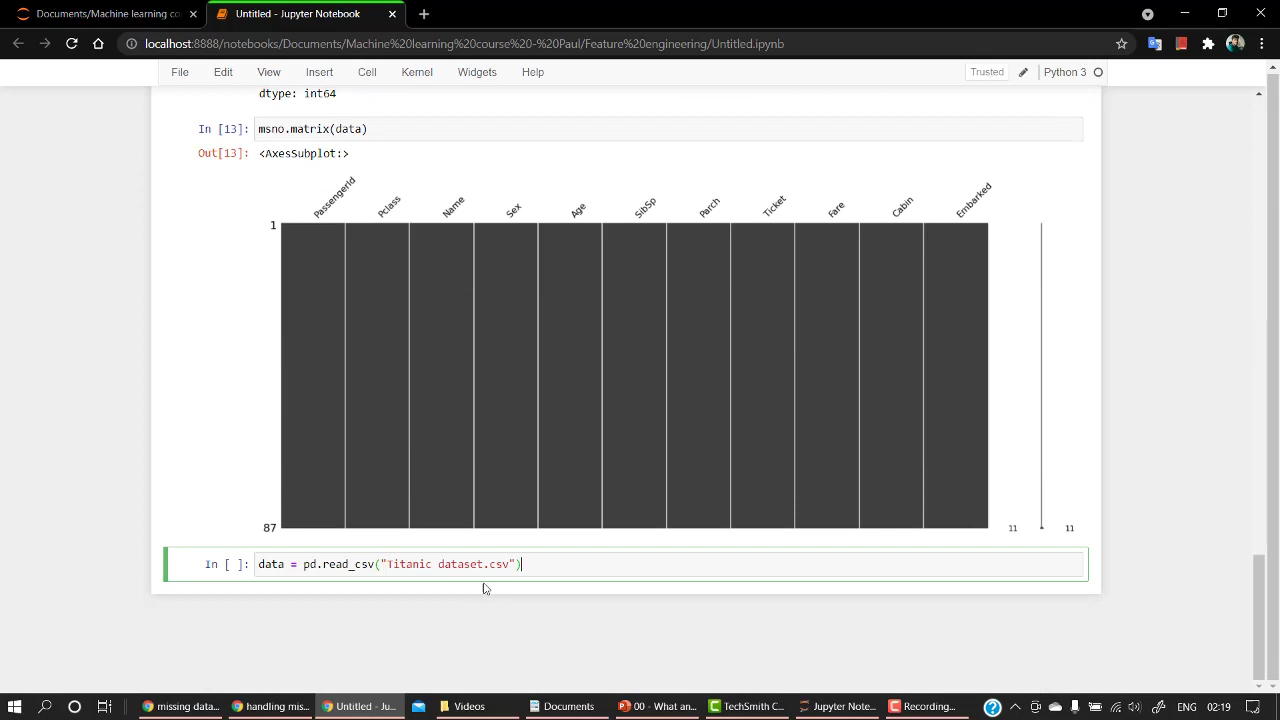 Documents/Machine learning co
Untitled - Jupyter Notebook
localhost:8888/notebooks/Documents/Machine%20learning%20course%20-%20Paul/Feature%20engineering/Untitled.ipynb
File Edit View Insert Cell Kernel Widgets Help
Trusted
Python 3
dtype: int64
In [13]: msno.matrix(data)
Out[13]: <AxesSubplot:>
PassengerId Pclass Name Sex Age SibSp Parch Ticket Fare Cabin Embarked
1
87
11 11
In [ ]: data = pd.read_csv("Titanic dataset.csv")
missing data... handling mis... Untitled - Ju... Videos Documents 00 - What an... TechSmith C... Jupyter Note... Recording... ENG 02:19